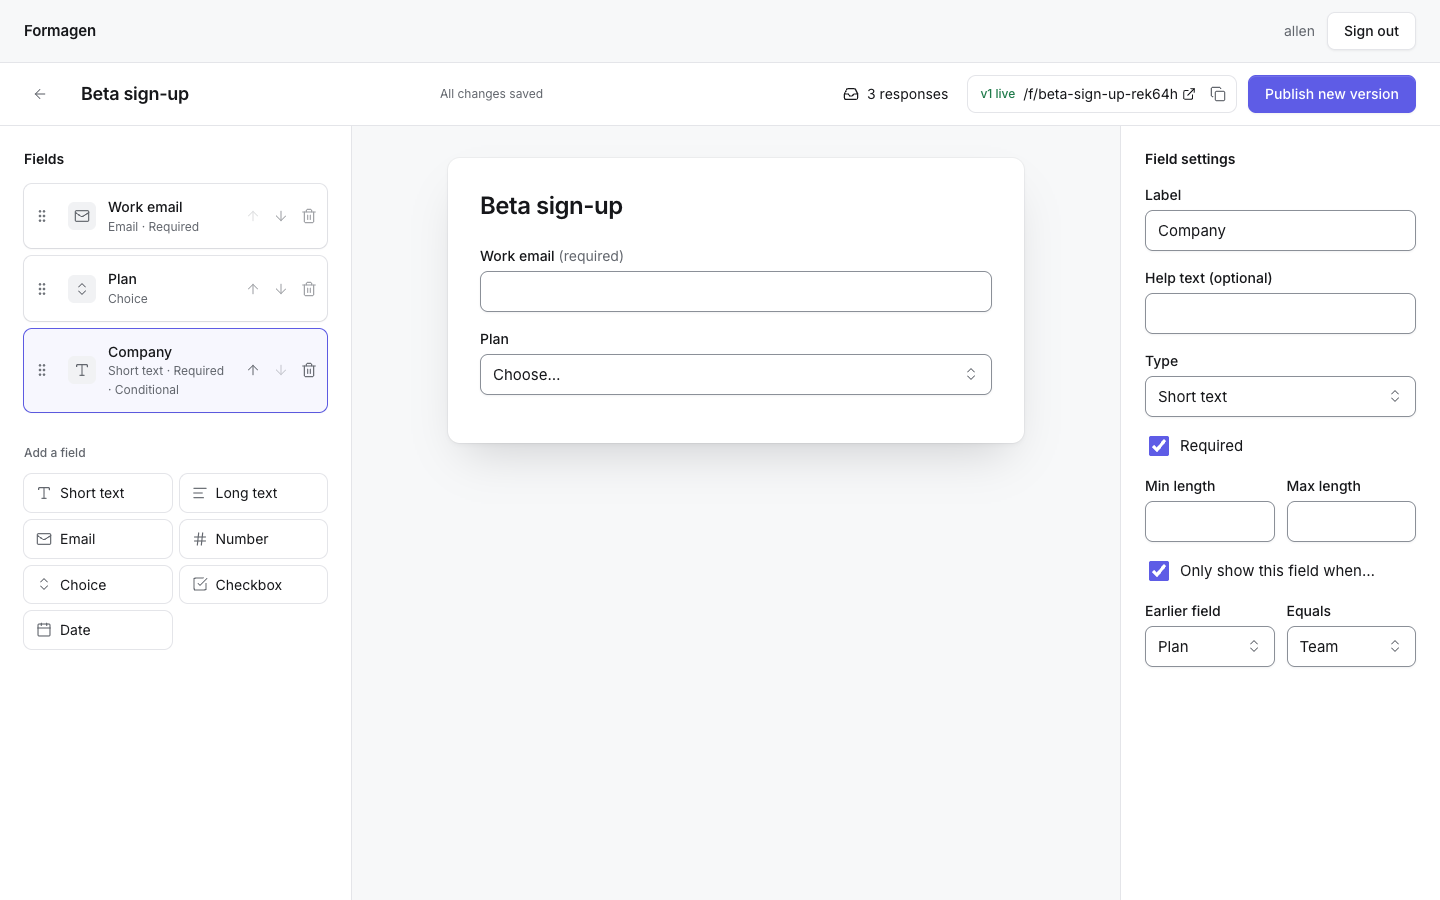 Formagen
allen
Sign out
Beta sign-up
All changes saved
3 responses
v1 live /f/beta-sign-up-rek64h
Publish new version
Fields
Work email
Email · Required
Plan
Choice
Company
Short text · Required
· Conditional
Add a field
Short text
Long text
Email
Number
Choice
Checkbox
Date
Beta sign-up
Work email (required)
Plan
Choose...
Field settings
Label
Company
Help text (optional)
Type
Short text
Required
Min length
Max length
Only show this field when...
Earlier field
Equals
Plan
Team